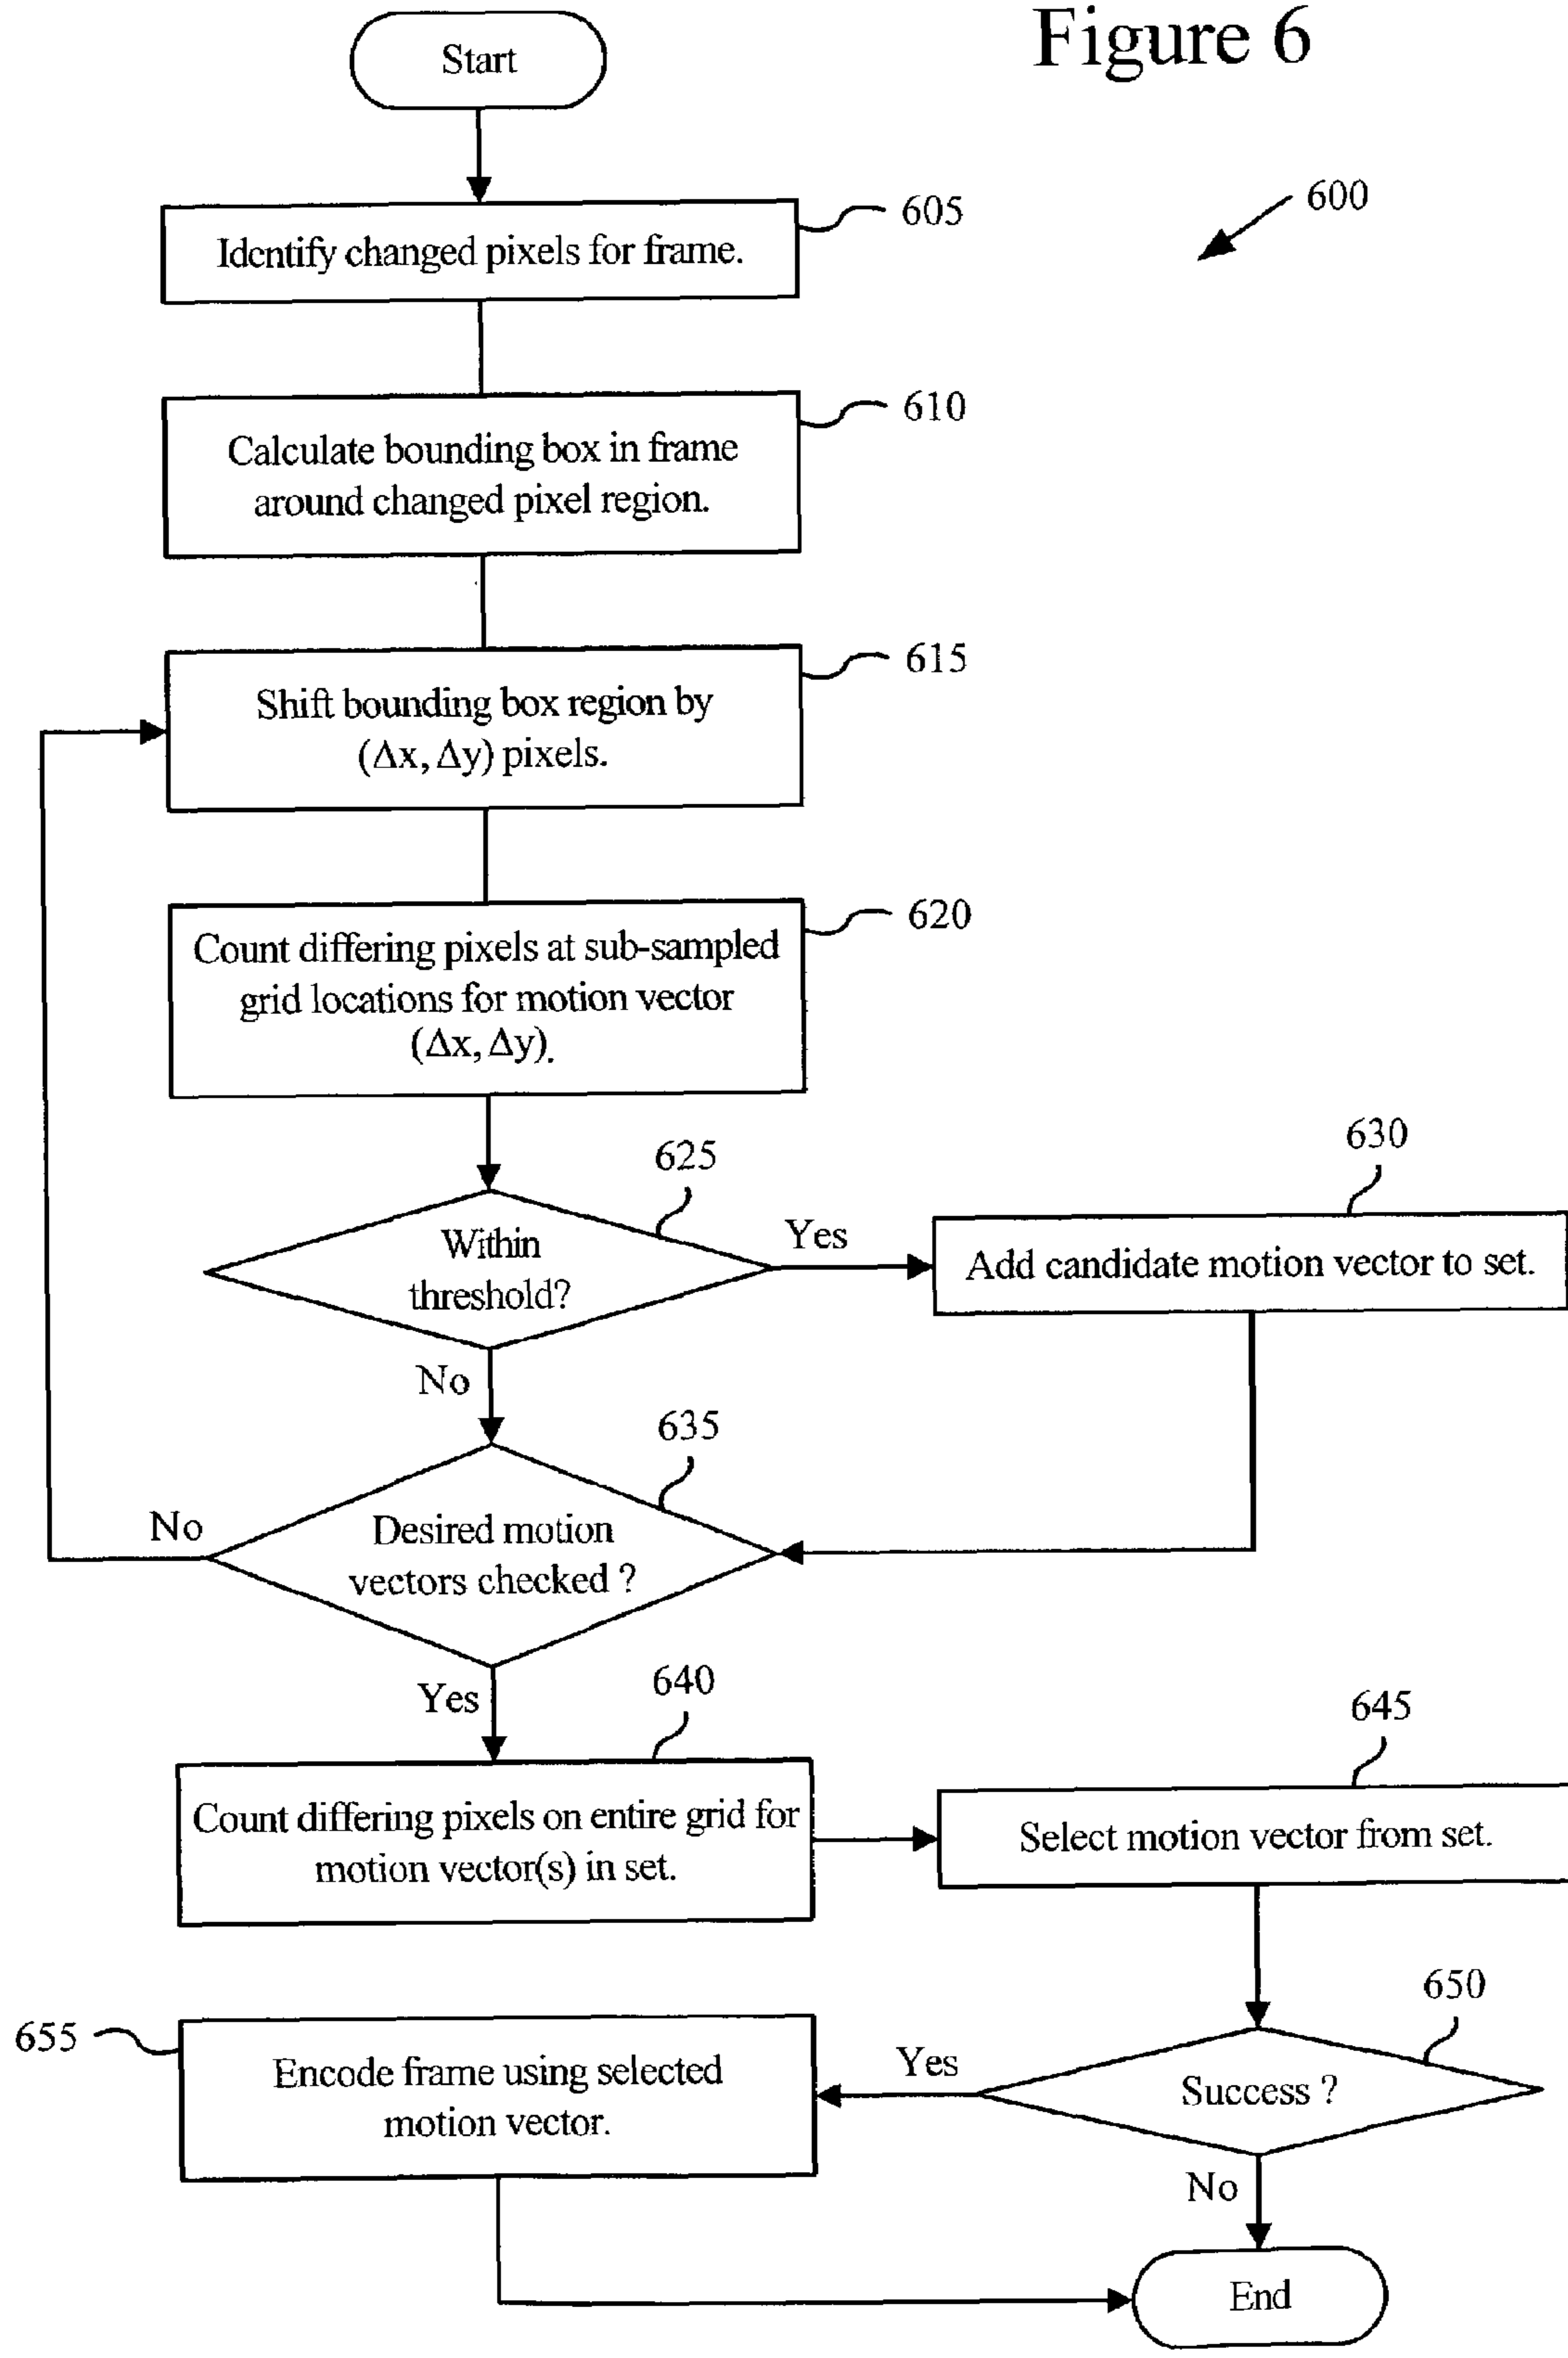 Figure 6
Start
600
605
Identify changed pixels for frame.
610
Calculate bounding box in frame
around changed pixel region.
615
Shift bounding box region by
(Δx, Δy) pixels.
620
Count differing pixels at sub-sampled
grid locations for motion vector
(Δx, Δy).
625
Within
threshold?
Yes
630
Add candidate motion vector to set.
No
635
Desired motion
vectors checked ?
No
Yes
640
Count differing pixels on entire grid for
motion vector(s) in set.
645
Select motion vector from set.
650
Success ?
Yes
655
Encode frame using selected
motion vector.
No
End